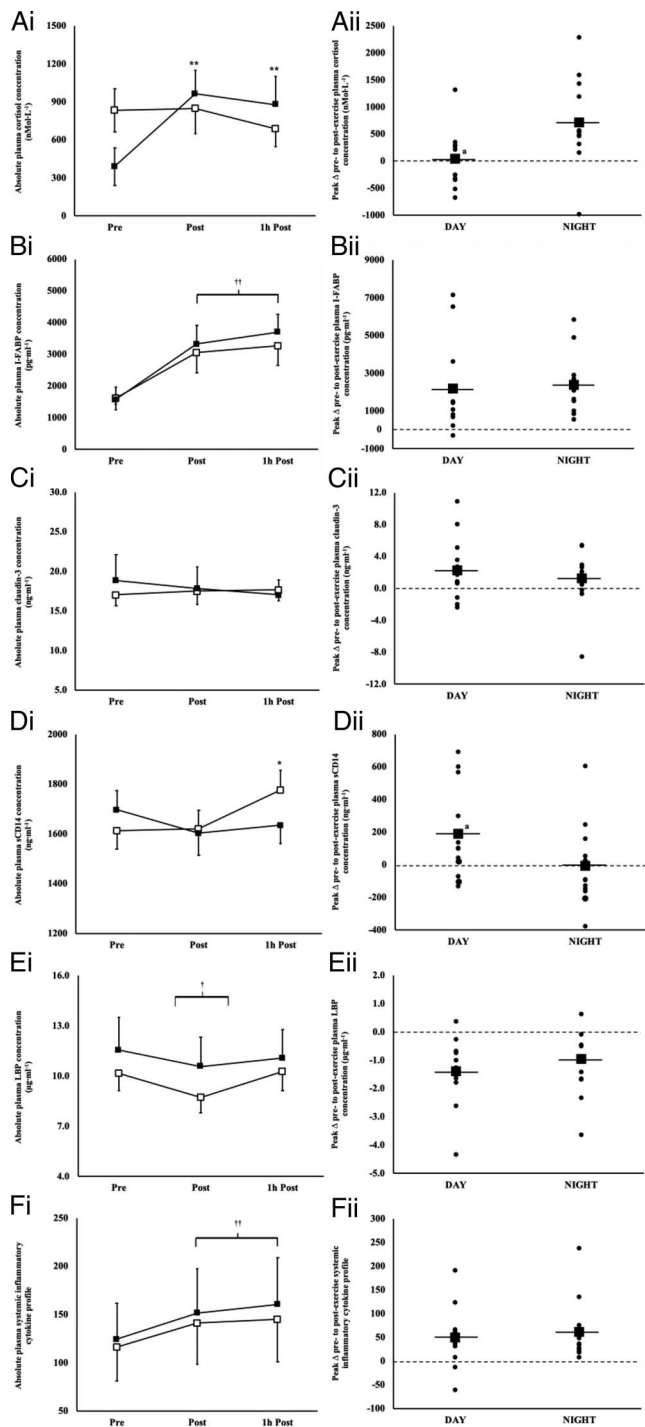 Ai
Absolute plasma cortisol concentration
(nMol·L⁻¹)
1500
1200
900
600
300
0
**
**
Pre
Post
1h Post
Aii
Peak Δ pre- to post-exercise plasma cortisol
concentration (nMol·L⁻¹)
2500
2000
1500
1000
500
0
-500
-1000
a
DAY
NIGHT
Bi
Absolute plasma I-FABP concentration
(pg·ml⁻¹)
6000
5000
4000
3000
2000
1000
0
††
Pre
Post
1h Post
Bii
Peak Δ pre- to post-exercise plasma I-FABP
concentration (pg·ml⁻¹)
9000
7000
5000
3000
1000
0
-1000
DAY
NIGHT
Ci
Absolute plasma claudin-3 concentration
(ng·ml⁻¹)
30.0
25.0
20.0
15.0
10.0
5.0
Pre
Post
1h Post
Cii
Peak Δ pre- to post-exercise plasma claudin-3
concentration (ng·ml⁻¹)
12.0
8.0
4.0
0.0
-4.0
-8.0
-12.0
DAY
NIGHT
Di
Absolute plasma sCD14 concentration
(ng·ml⁻¹)
2000
1800
1600
1400
1200
*
Pre
Post
1h Post
Dii
Peak Δ pre- to post-exercise plasma sCD14
concentration (ng·ml⁻¹)
800
600
400
200
0
-200
-400
a
DAY
NIGHT
Ei
Absolute plasma LBP concentration
(µg·ml⁻¹)
16.0
13.0
10.0
7.0
4.0
†
Pre
Post
1h Post
Eii
Peak Δ pre- to post-exercise plasma LBP
concentration (µg·ml⁻¹)
2.0
1.0
0.0
-1.0
-2.0
-3.0
-4.0
-5.0
DAY
NIGHT
Fi
Absolute plasma systemic inflammatory
cytokine profile
250
200
150
100
50
††
Pre
Post
1h Post
Fii
Peak Δ pre- to post-exercise systemic
inflammatory cytokine profile
300
250
200
150
100
50
0
-50
-100
DAY
NIGHT